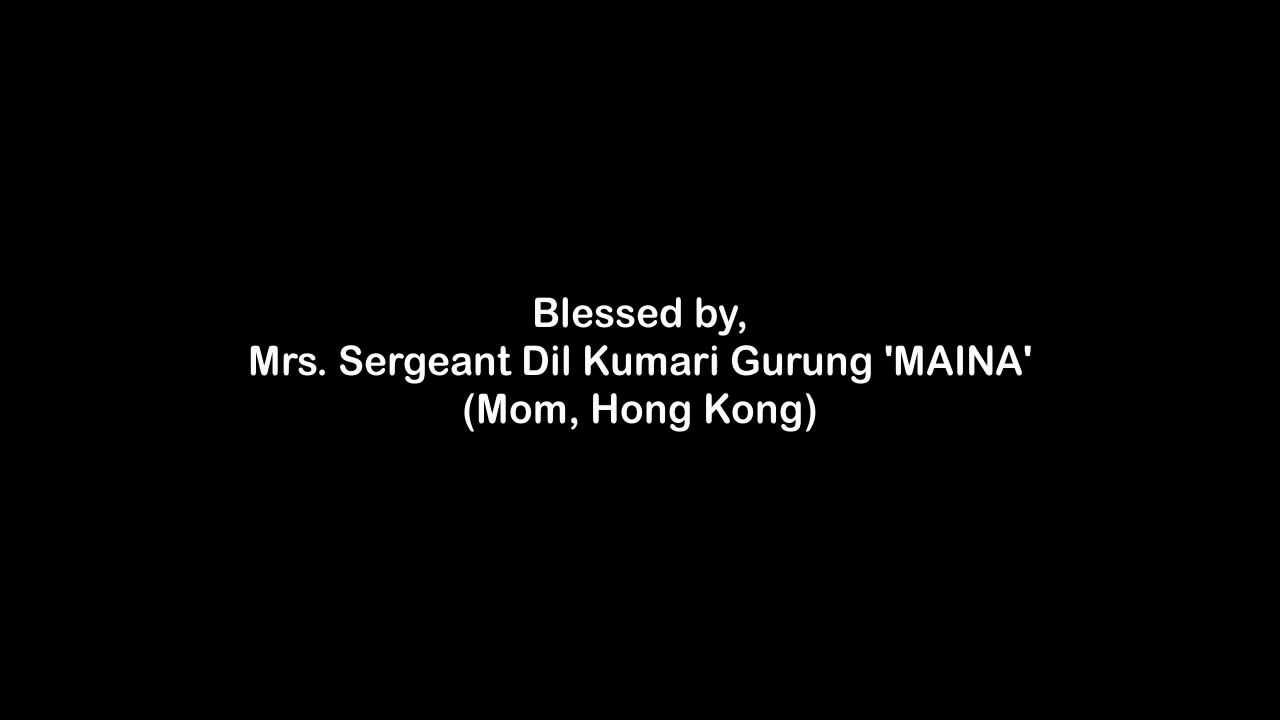 Blessed by,
Mrs. Sergeant Dil Kumari Gurung 'MAINA'
(Mom, Hong Kong)